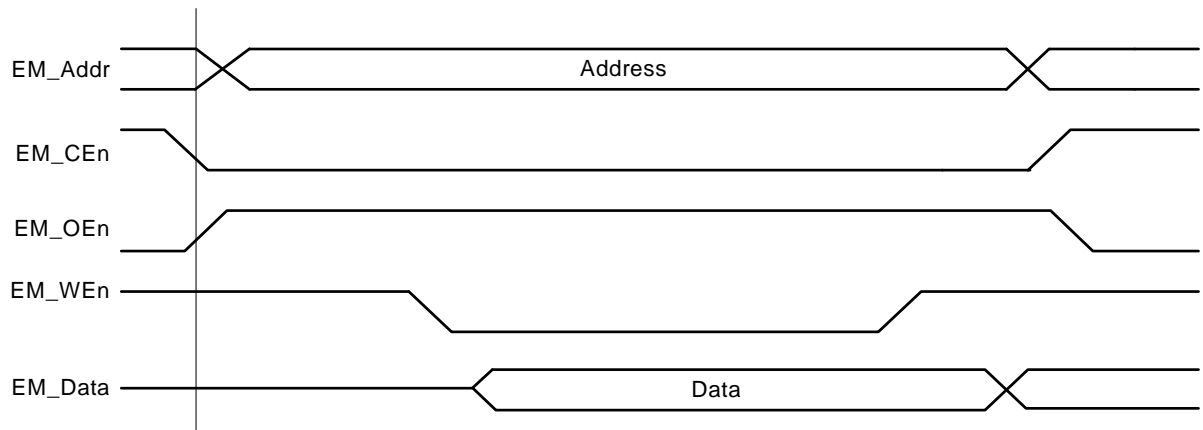 EM_Addr
Address
EM_CEn
EM_OEn
EM_WEn
EM_Data
Data